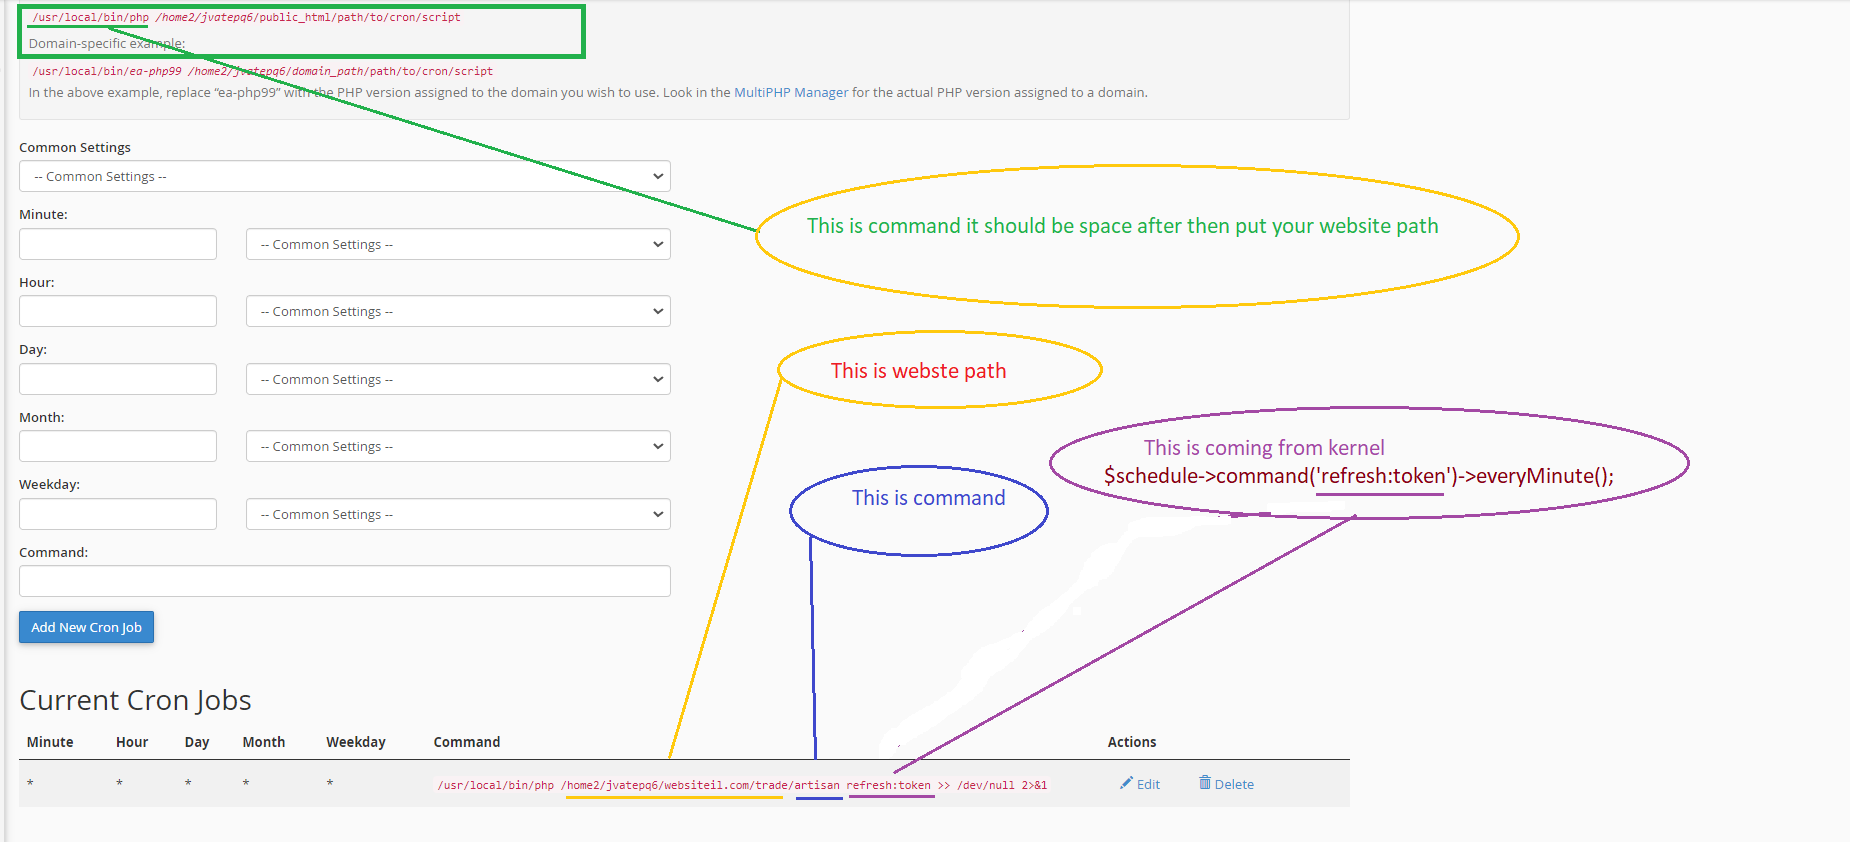 /usr/local/bin/php /home2/jvatepq6/public_html/path/to/cron/script
Domain-specific example:
/usr/local/bin/ea-php99 /home2/jvatepq6/domain_path/path/to/cron/script
In the above example, replace “ea-php99” with the PHP version assigned to the domain you wish to use. Look in the MultiPHP Manager for the actual PHP version assigned to a domain.
Common Settings
-- Common Settings --
Minute:
-- Common Settings --
This is command it should be space after then put your website path
Hour:
-- Common Settings --
Day:
-- Common Settings --
This is webste path
Month:
-- Common Settings --
This is coming from kernel
$schedule->command('refresh:token')->everyMinute();
Weekday:
-- Common Settings --
This is command
Command:
Add New Cron Job
Current Cron Jobs
Minute Hour Day Month Weekday Command Actions
* * * * * /usr/local/bin/php /home2/jvatepq6/websiteil.com/trade/artisan refresh:token >> /dev/null 2>&1 Edit Delete